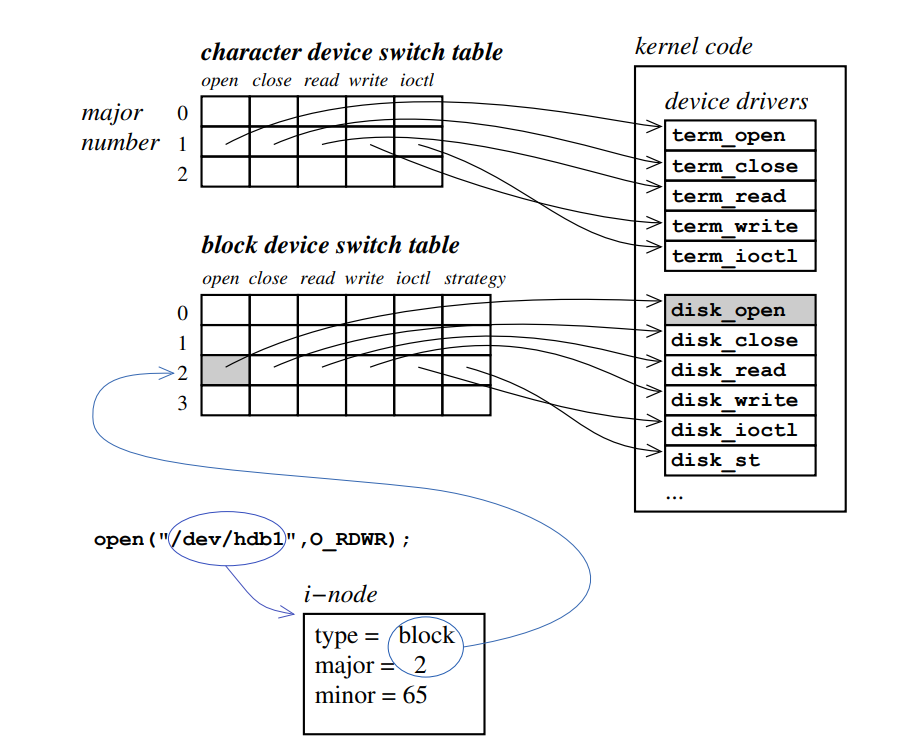 character device switch table
open close read write ioctl
major
number
0
1
2
block device switch table
open close read write ioctl strategy
0
1
2
3
kernel code
device drivers
term_open
term_close
term_read
term_write
term_ioctl
disk_open
disk_close
disk_read
disk_write
disk_ioctl
disk_st
...
open("/dev/hdb1",O_RDWR);
i−node
type = block
major = 2
minor = 65